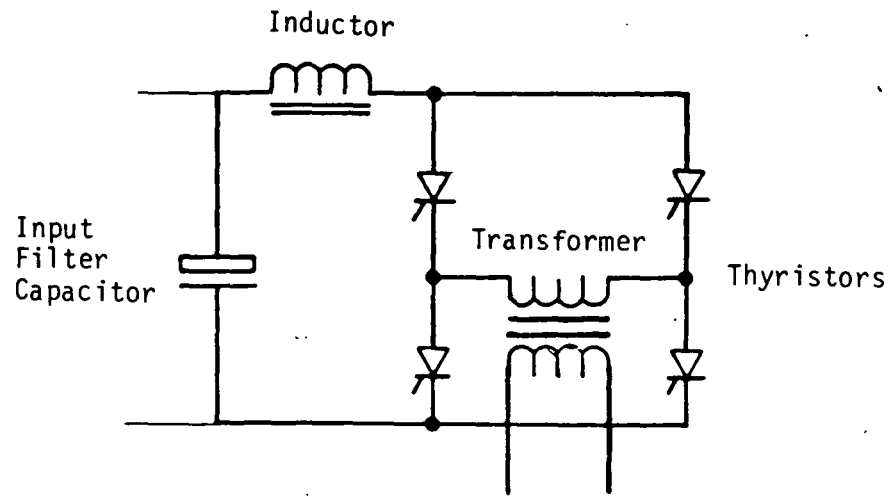 Inductor
Input
Filter
Capacitor
Transformer
Thyristors